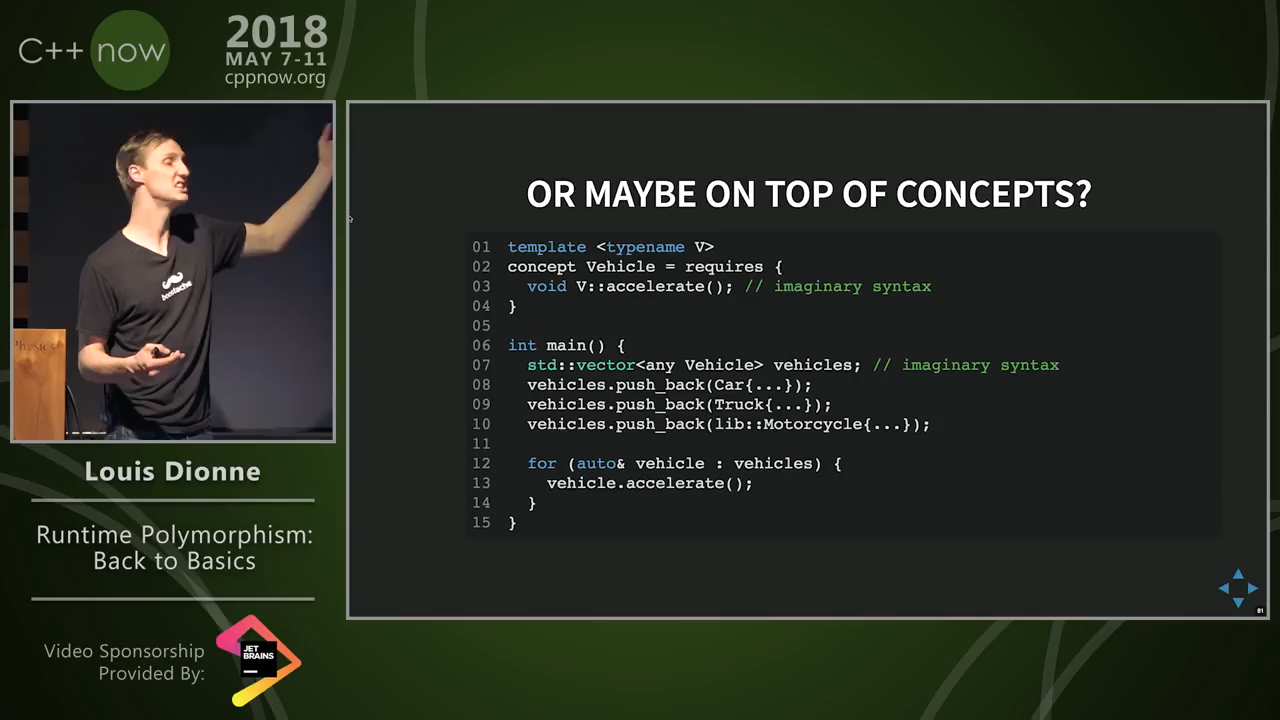 C++ now
2018
MAY 7-11
cppnow.org
boostache
Physics
Louis Dionne
Runtime Polymorphism:
Back to Basics
Video Sponsorship
Provided By:
JET
BRAINS
OR MAYBE ON TOP OF CONCEPTS?
01 template <typename V>
02 concept Vehicle = requires {
03 void V::accelerate(); // imaginary syntax
04 }
05
06 int main() {
07 std::vector<any Vehicle> vehicles; // imaginary syntax
08 vehicles.push_back(Car{...});
09 vehicles.push_back(Truck{...});
10 vehicles.push_back(lib::Motorcycle{...});
11
12 for (auto& vehicle : vehicles) {
13 vehicle.accelerate();
14 }
15 }
81